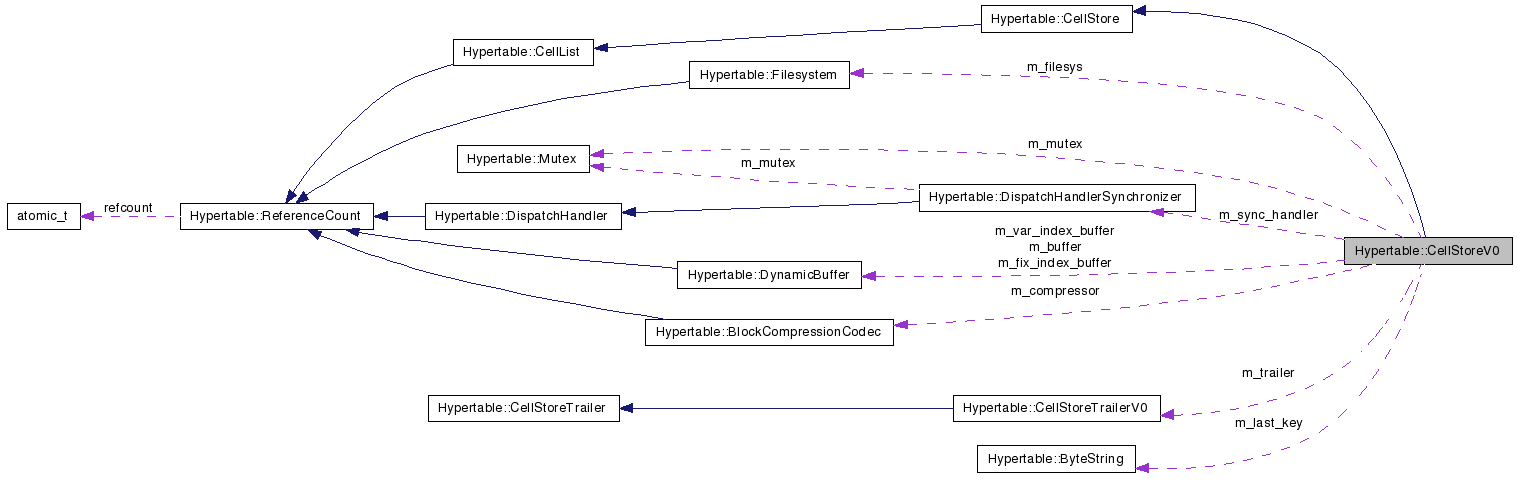 Hypertable::CellStore
Hypertable::CellList
m_filesys
Hypertable::Filesystem
m_mutex
Hypertable::Mutex
m_mutex
Hypertable::DispatchHandlerSynchronizer
atomic_t
refcount
Hypertable::ReferenceCount
Hypertable::DispatchHandler
m_sync_handler
m_var_index_buffer
m_buffer
m_fix_index_buffer
Hypertable::CellStoreV0
Hypertable::DynamicBuffer
m_compressor
Hypertable::BlockCompressionCodec
m_trailer
Hypertable::CellStoreTrailer
Hypertable::CellStoreTrailerV0
m_last_key
Hypertable::ByteString